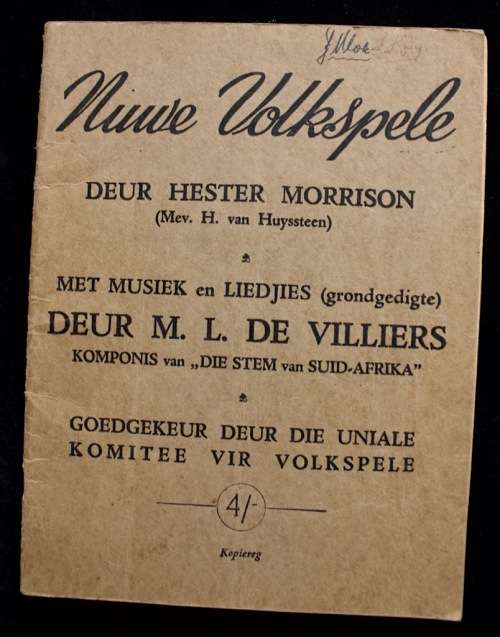 Nuwe Volkspele
DEUR HESTER MORRISON
(Mev. H. van Huyssteen)
MET MUSIEK en LIEDJIES (grondgedigte)
DEUR M. L. DE VILLIERS
KOMPONIS van „DIE STEM van SUID-AFRIKA”
GOEDGEKEUR DEUR DIE UNIALE
KOMITEE VIR VOLKSPELE
4/-
Kopiereg